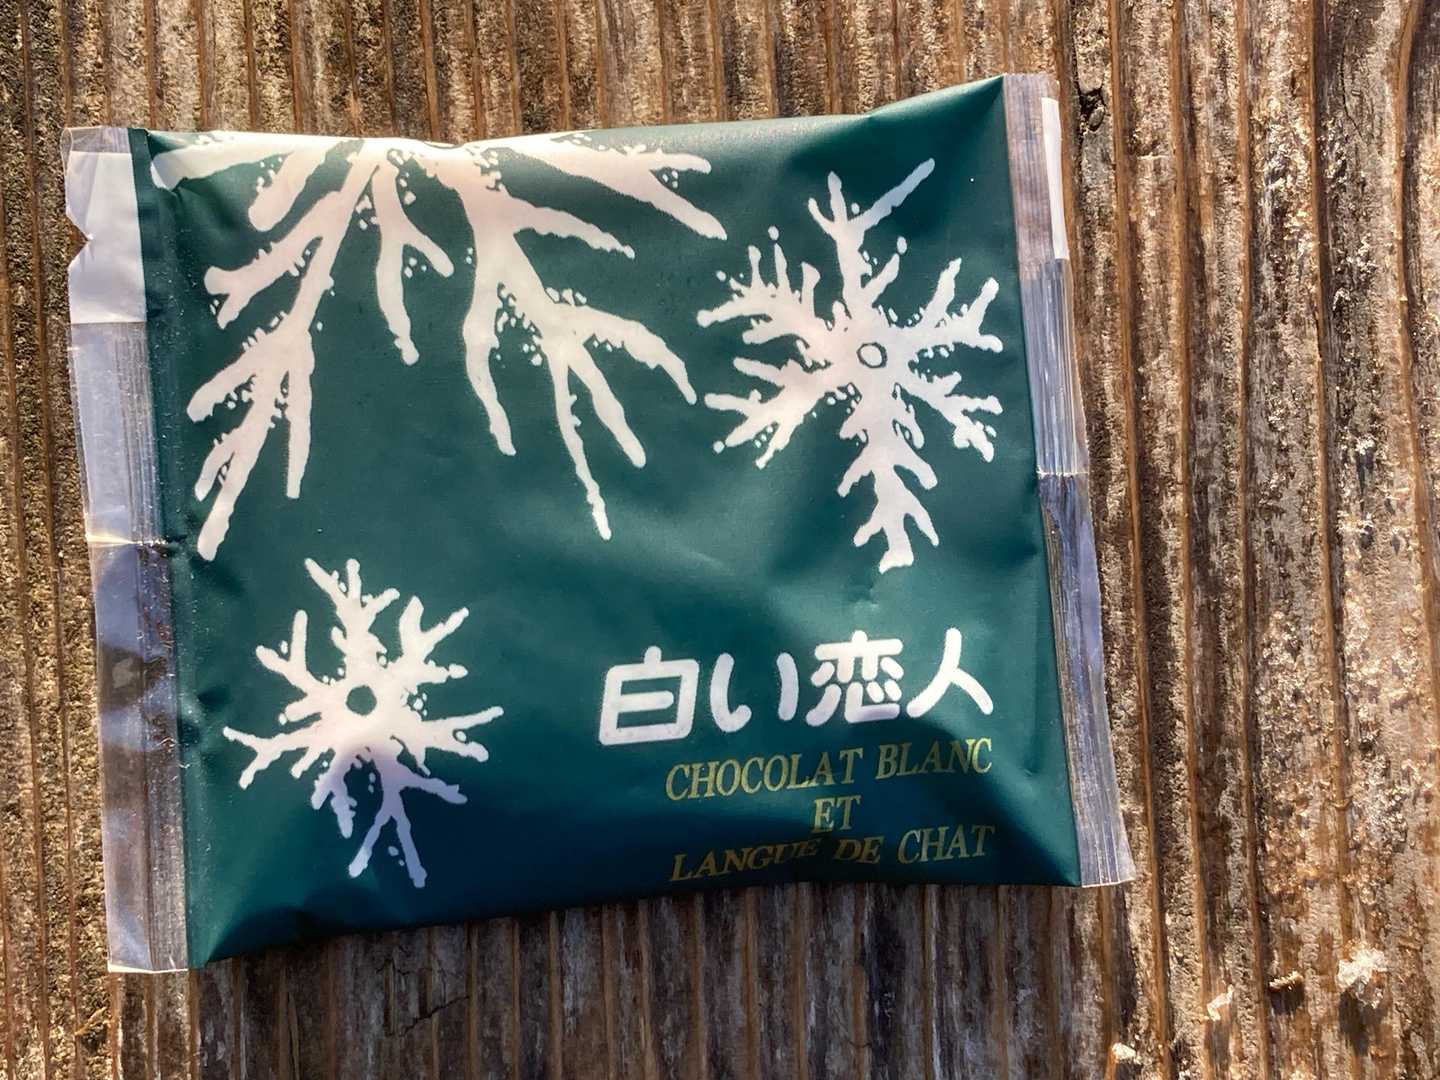 白い恋人
CHOCOLAT BLANC
ET
LANGUE DE CHAT